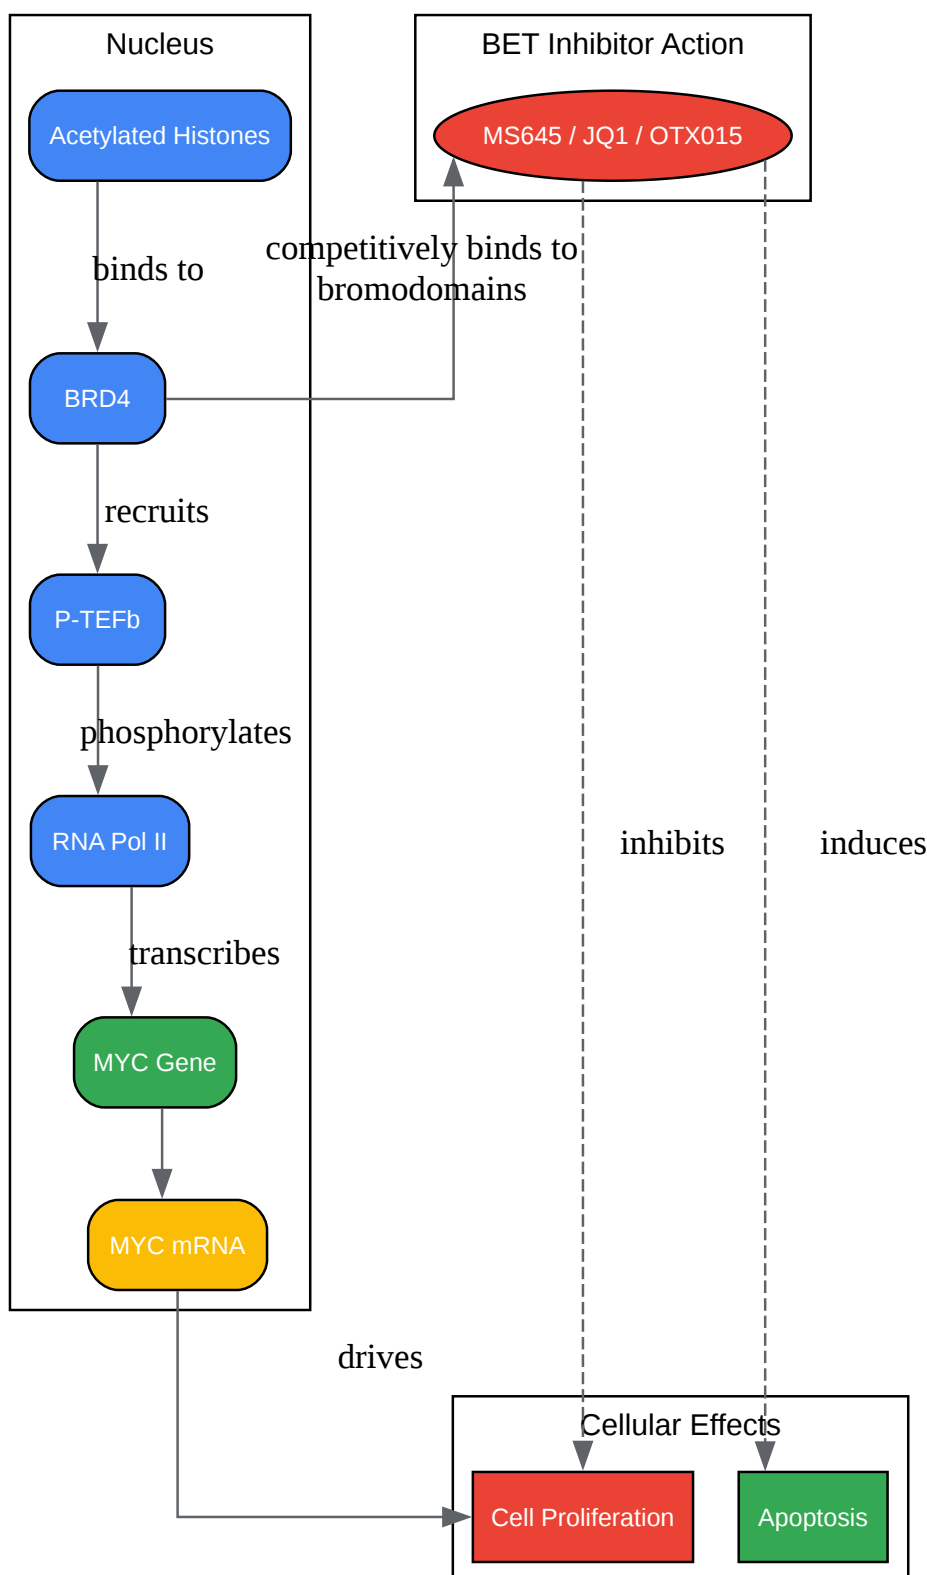 Nucleus
BET Inhibitor Action
Acetylated Histones
MS645 / JQ1 / OTX015
binds to
competitively binds to
bromodomains
BRD4
recruits
P-TEFb
phosphorylates
RNA Pol II
inhibits
induces
transcribes
MYC Gene
MYC mRNA
drives
Cellular Effects
Cell Proliferation
Apoptosis